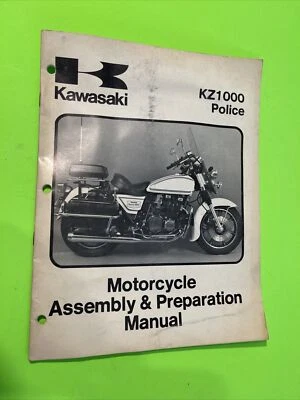 Kawasaki
KZ1000
Police
Motorcycle
Assembly & Preparation
Manual